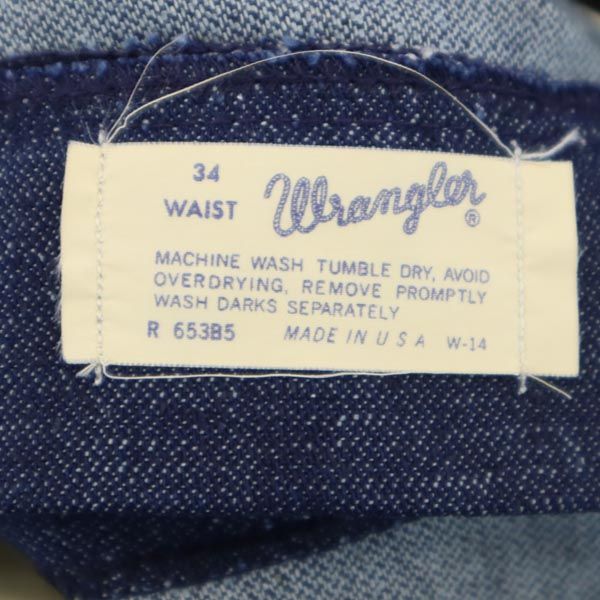 34
WAIST
Wrangler®
MACHINE WASH TUMBLE DRY, AVOID
OVERDRYING, REMOVE PROMPTLY
WASH DARKS SEPARATELY
R 653B5 MADE IN U S A W-14